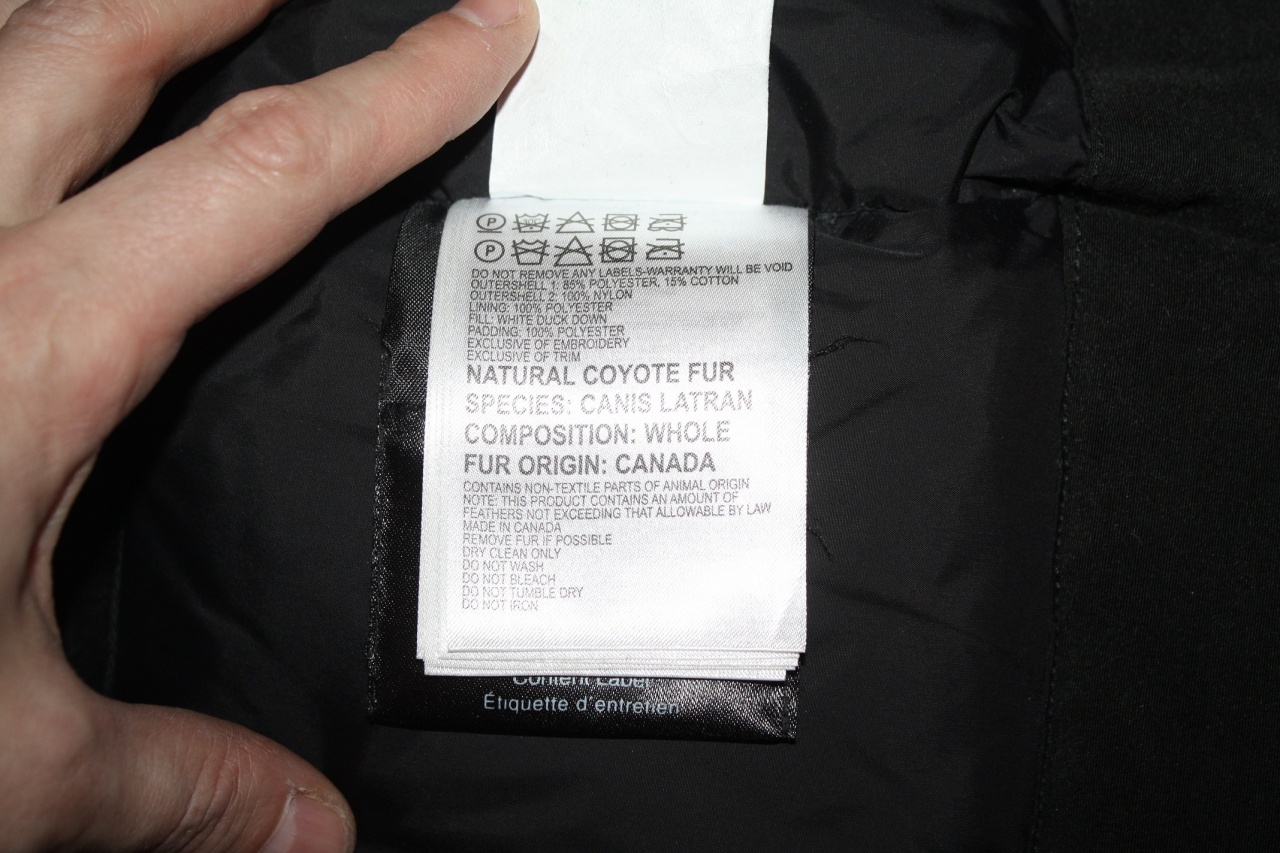 DO NOT REMOVE ANY LABELS-WARRANTY WILL BE VOID
OUTERSHELL 1: 85% POLYESTER, 15% COTTON
OUTERSHELL 2: 100% NYLON
LINING: 100% POLYESTER
FILL: WHITE DUCK DOWN
PADDING: 100% POLYESTER
EXCLUSIVE OF EMBROIDERY
EXCLUSIVE OF TRIM
NATURAL COYOTE FUR
SPECIES: CANIS LATRAN
COMPOSITION: WHOLE
FUR ORIGIN: CANADA
CONTAINS NON-TEXTILE PARTS OF ANIMAL ORIGIN
NOTE: THIS PRODUCT CONTAINS AN AMOUNT OF
FEATHERS NOT EXCEEDING THAT ALLOWABLE BY LAW
MADE IN CANADA
REMOVE FUR IF POSSIBLE
DRY CLEAN ONLY
DO NOT WASH
DO NOT BLEACH
DO NOT TUMBLE DRY
DO NOT IRON
Content Label
Étiquette d'entretien